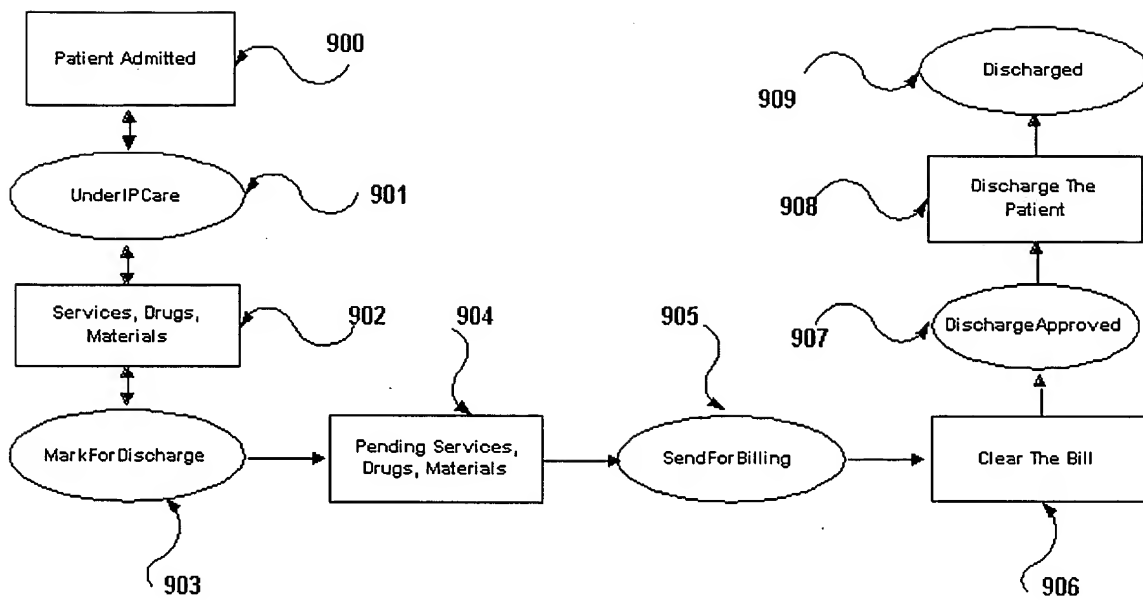 Patient Admitted
900
UnderIPCare
901
Services, Drugs,
Materials
902
MarkForDischarge
903
Pending Services,
Drugs, Materials
904
SendForBilling
905
Clear The Bill
906
DischargeApproved
907
Discharge The
Patient
908
Discharged
909